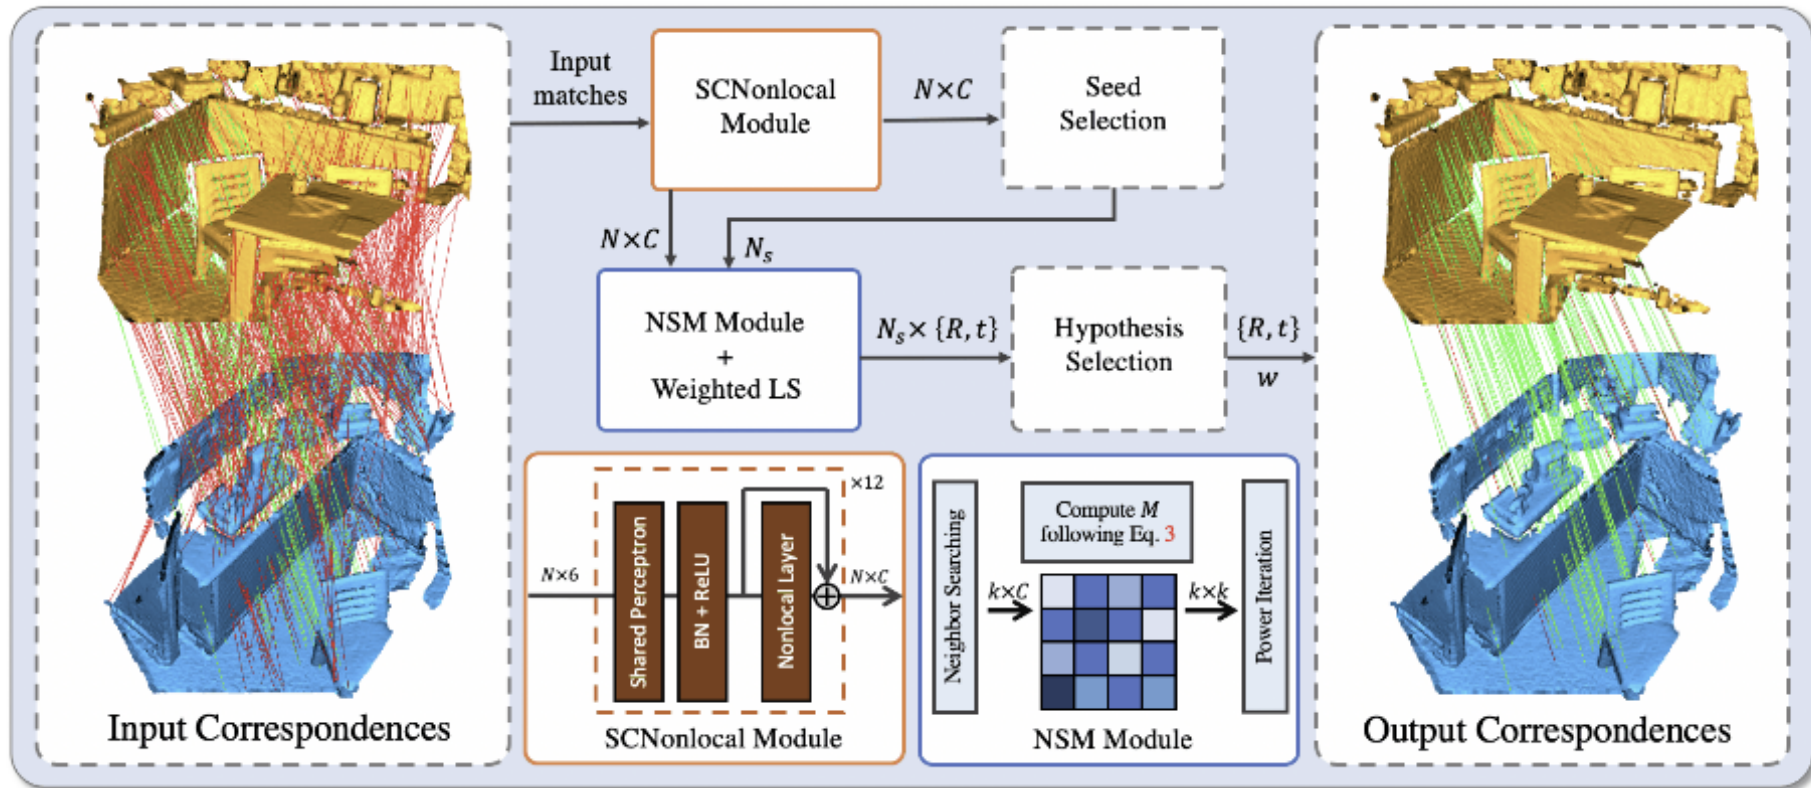 Input
matches
SCNonlocal
Module
N×C
Seed
Selection
N×C
N_s
NSM Module
+
Weighted LS
N_s × {R, t}
Hypothesis
Selection
{R, t}
w
Input Correspondences
N×6
Shared Perceptron
BN + ReLU
Nonlocal Layer
×12
N×C
SCNonlocal Module
Neighbor Searching
k×C
Compute M
following Eq. 3
k×k
Power Iteration
NSM Module
Output Correspondences